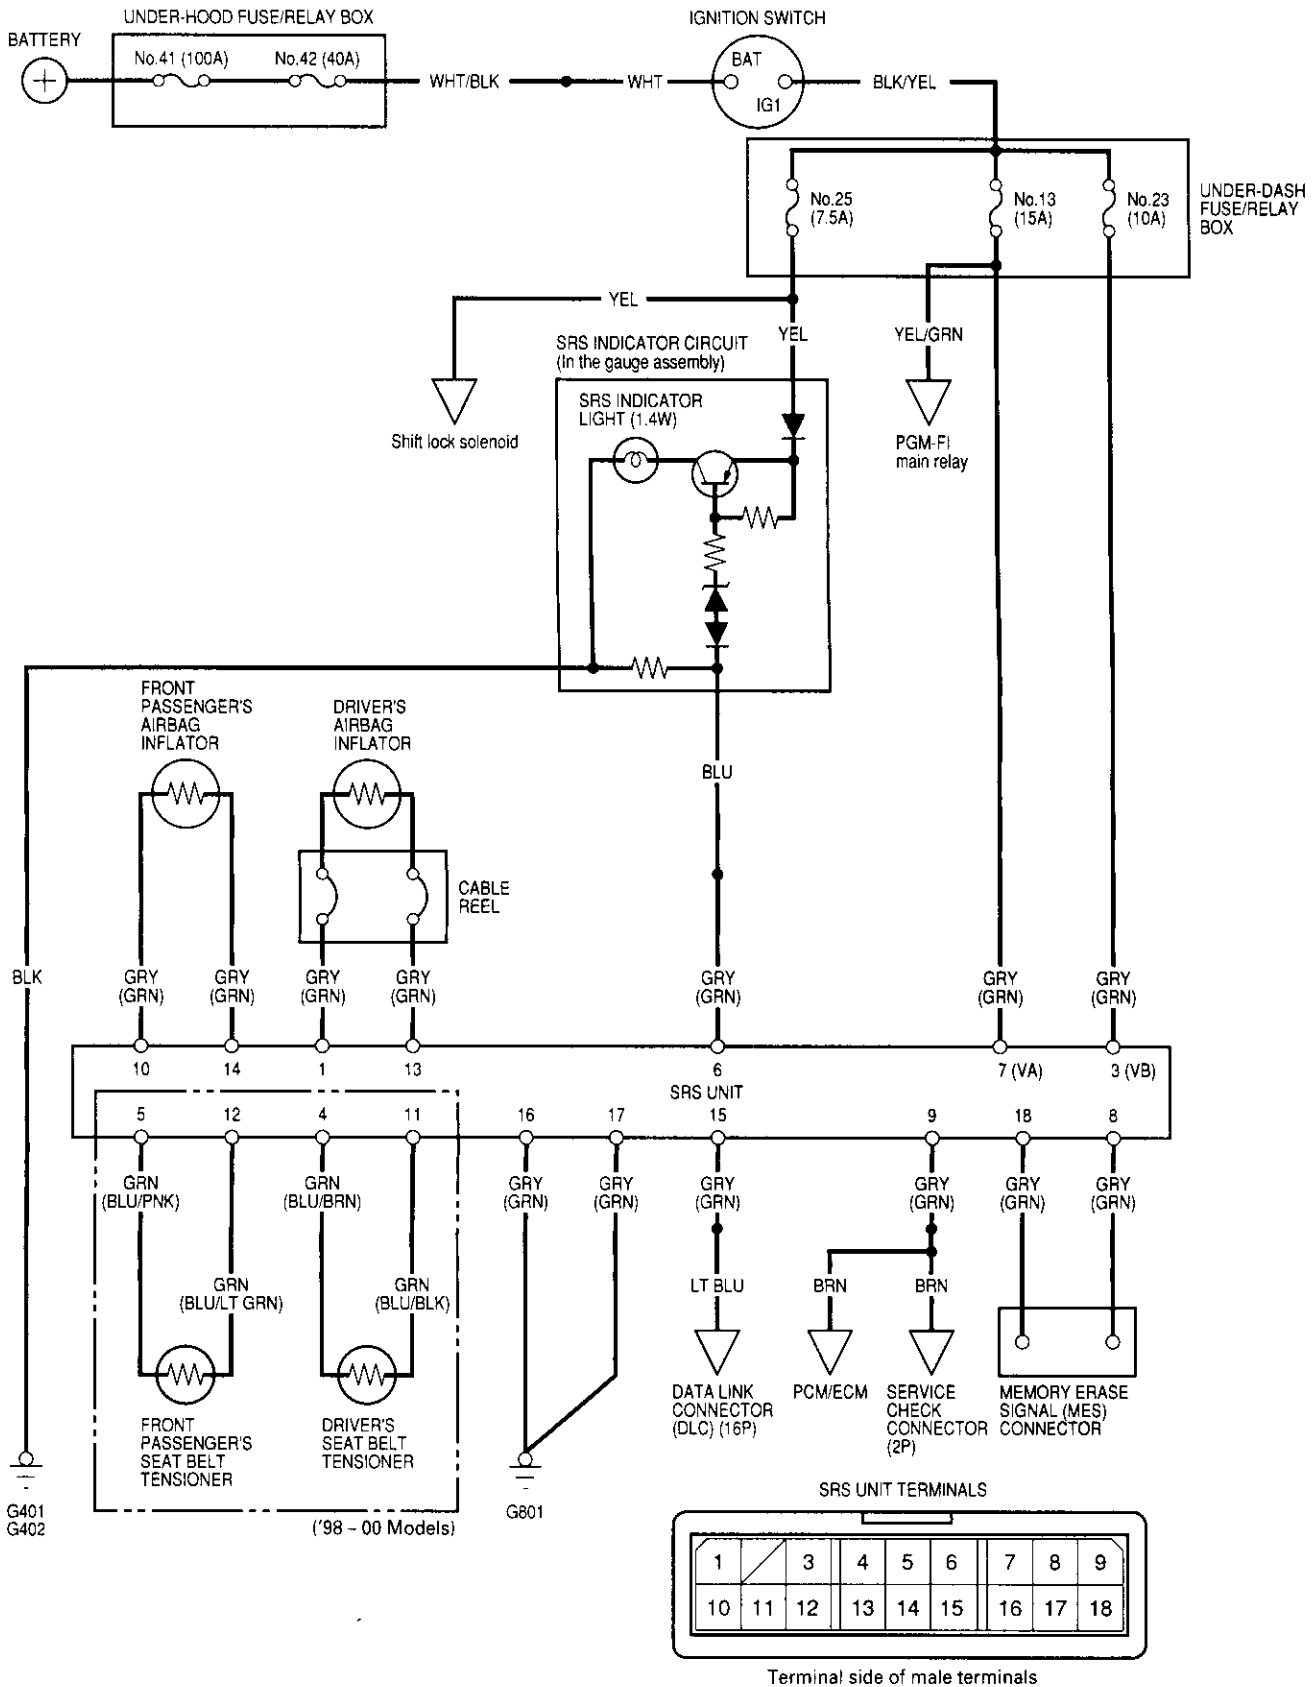 UNDER-HOOD FUSE/RELAY BOX
IGNITION SWITCH
BATTERY
No.41 (100A)
No.42 (40A)
BAT
WHT/BLK
WHT
BLK/YEL
IG1
No.25
(7.5A)
No.13
(15A)
No.23
(10A)
UNDER-DASH
FUSE/RELAY
BOX
YEL
YEL
YEL/GRN
SRS INDICATOR CIRCUIT
(In the gauge assembly)
SRS INDICATOR
LIGHT (1.4W)
Shift lock solenoid
PGM-FI
main relay
FRONT
PASSENGER'S
AIRBAG
INFLATOR
DRIVER'S
AIRBAG
INFLATOR
BLU
CABLE
REEL
BLK
GRY
(GRN)
GRY
(GRN)
GRY
(GRN)
GRY
(GRN)
GRY
(GRN)
GRY
(GRN)
GRY
(GRN)
10
14
1
13
6
7 (VA)
3 (VB)
SRS UNIT
5
12
4
11
16
17
15
9
18
8
GRN
(BLU/PNK)
GRN
(BLU/BRN)
GRY
(GRN)
GRY
(GRN)
GRY
(GRN)
GRY
(GRN)
GRY
(GRN)
GRY
(GRN)
GRN
(BLU/LT GRN)
GRN
(BLU/BLK)
LT BLU
BRN
BRN
FRONT
PASSENGER'S
SEAT BELT
TENSIONER
DRIVER'S
SEAT BELT
TENSIONER
DATA LINK
CONNECTOR
(DLC) (16P)
PCM/ECM
SERVICE
CHECK
CONNECTOR
(2P)
MEMORY ERASE
SIGNAL (MES)
CONNECTOR
G401
G402
('98 – 00 Models)
G801
SRS UNIT TERMINALS
1 3 4 5 6 7 8 9
10 11 12 13 14 15 16 17 18
Terminal side of male terminals